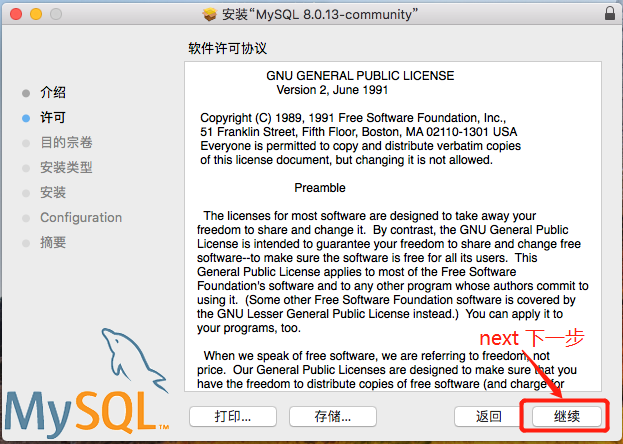 安装“MySQL 8.0.13-community”
软件许可协议
介绍
许可
目的宗卷
安装类型
安装
Configuration
摘要
GNU GENERAL PUBLIC LICENSE
Version 2, June 1991
Copyright (C) 1989, 1991 Free Software Foundation, Inc.,
51 Franklin Street, Fifth Floor, Boston, MA 02110-1301 USA
Everyone is permitted to copy and distribute verbatim copies
of this license document, but changing it is not allowed.
Preamble
The licenses for most software are designed to take away your
freedom to share and change it. By contrast, the GNU General Public
License is intended to guarantee your freedom to share and change free
software--to make sure the software is free for all its users. This
General Public License applies to most of the Free Software
Foundation's software and to any other program whose authors commit to
using it. (Some other Free Software Foundation software is covered by
the GNU Lesser General Public License instead.) You can apply it to
your programs, too.
When we speak of free software, we are referring to freedom, not
price. Our General Public Licenses are designed to make sure that you
have the freedom to distribute copies of free software (and charge for
next 下一步
MySQL™
打印...
存储...
返回
继续